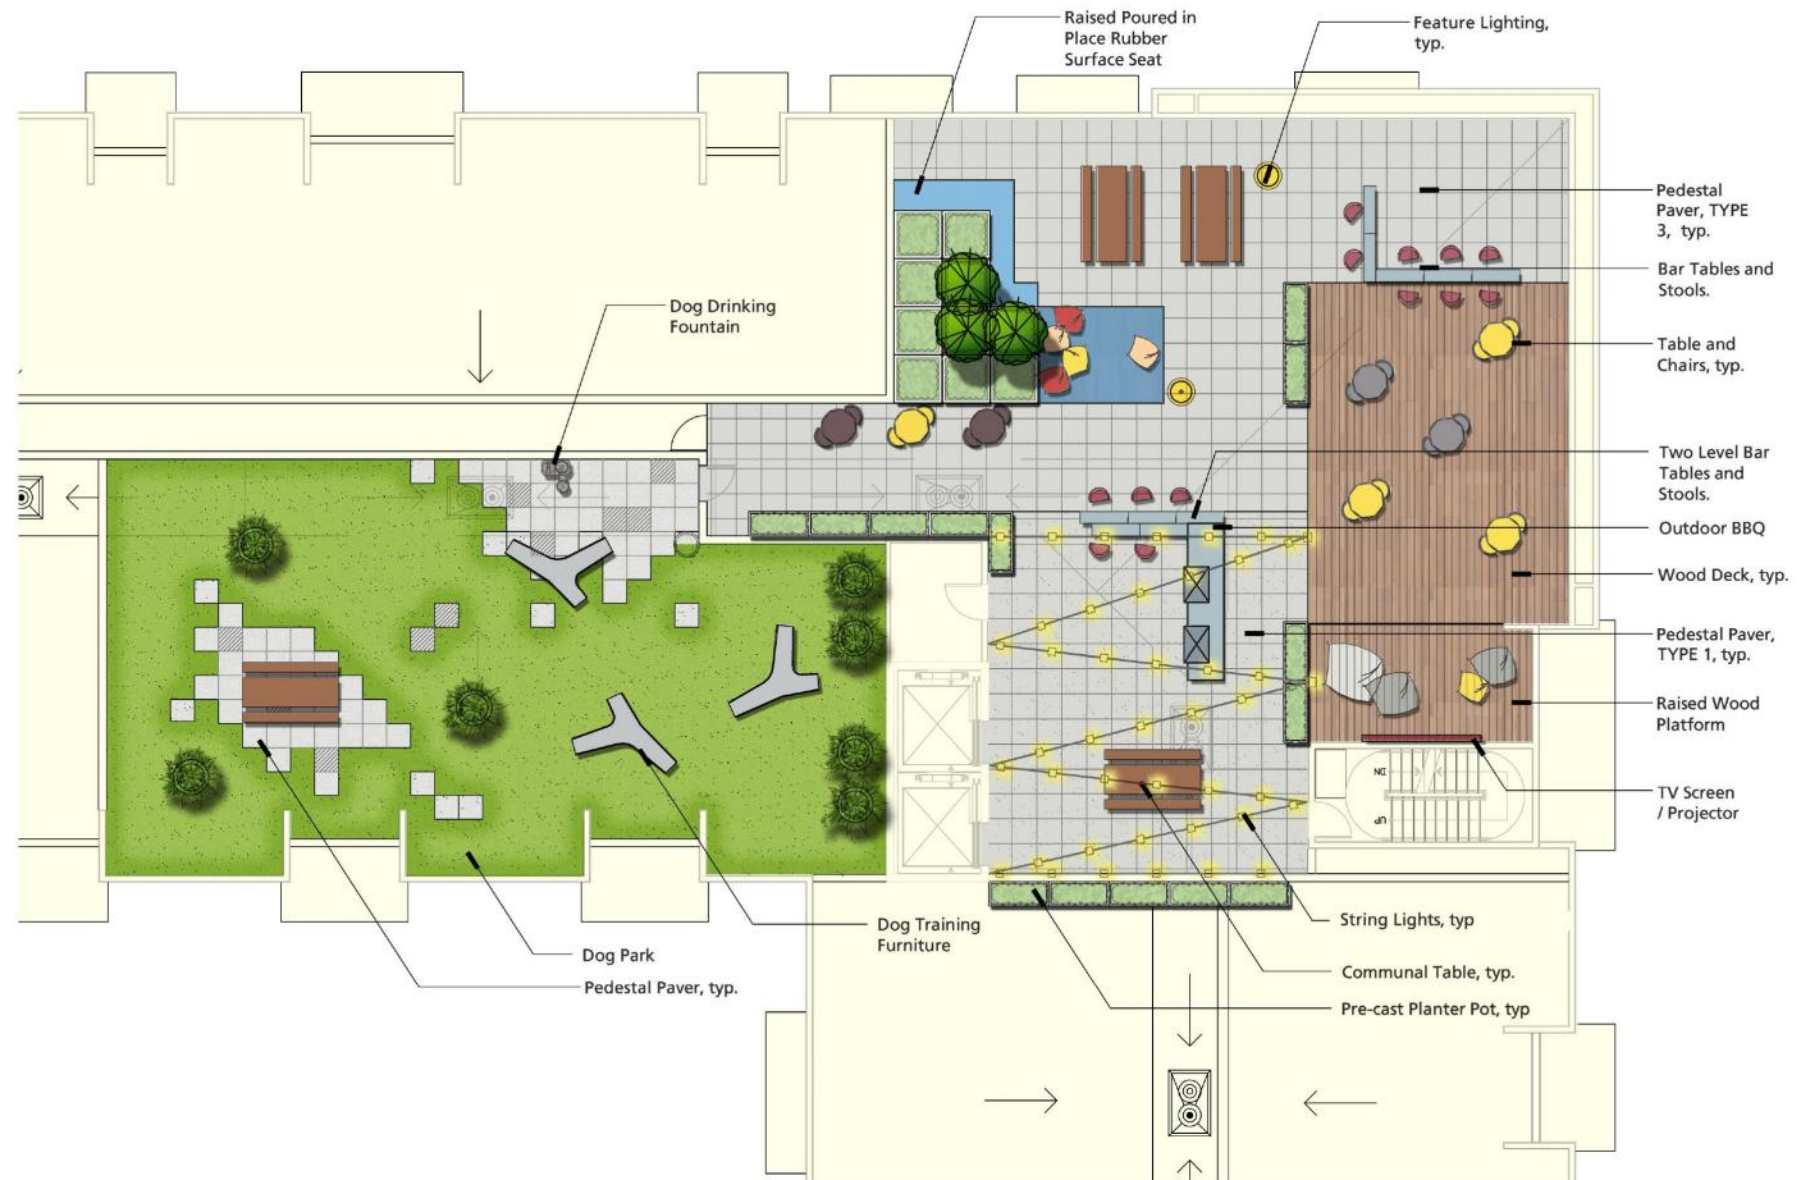 Raised Poured in
Place Rubber
Surface Seat
Feature Lighting,
typ.
Pedestal
Paver, TYPE
3, typ.
Bar Tables and
Stools.
Dog Drinking
Fountain
Table and
Chairs, typ.
Two Level Bar
Tables and
Stools.
Outdoor BBQ
Wood Deck, typ.
Pedestal Paver,
TYPE 1, typ.
Raised Wood
Platform
DN
UP
TV Screen
/ Projector
Dog Training
Furniture
String Lights, typ
Dog Park
Communal Table, typ.
Pedestal Paver, typ.
Pre-cast Planter Pot, typ